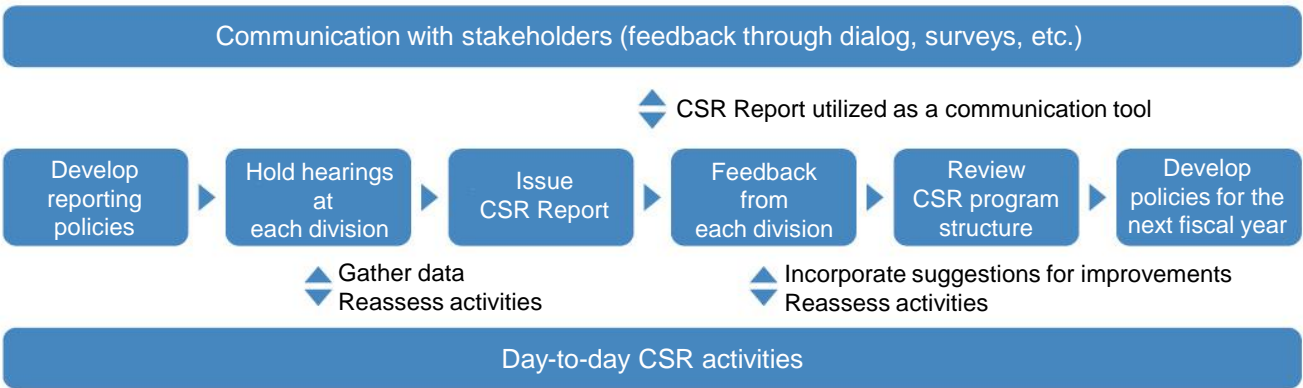 Communication with stakeholders (feedback through dialog, surveys, etc.)
CSR Report utilized as a communication tool
Develop
reporting
policies
Hold hearings
at
each division
Issue
CSR Report
Feedback
from
each division
Review
CSR program
structure
Develop
policies for the
next fiscal year
Gather data
Reassess activities
Incorporate suggestions for improvements
Reassess activities
Day-to-day CSR activities